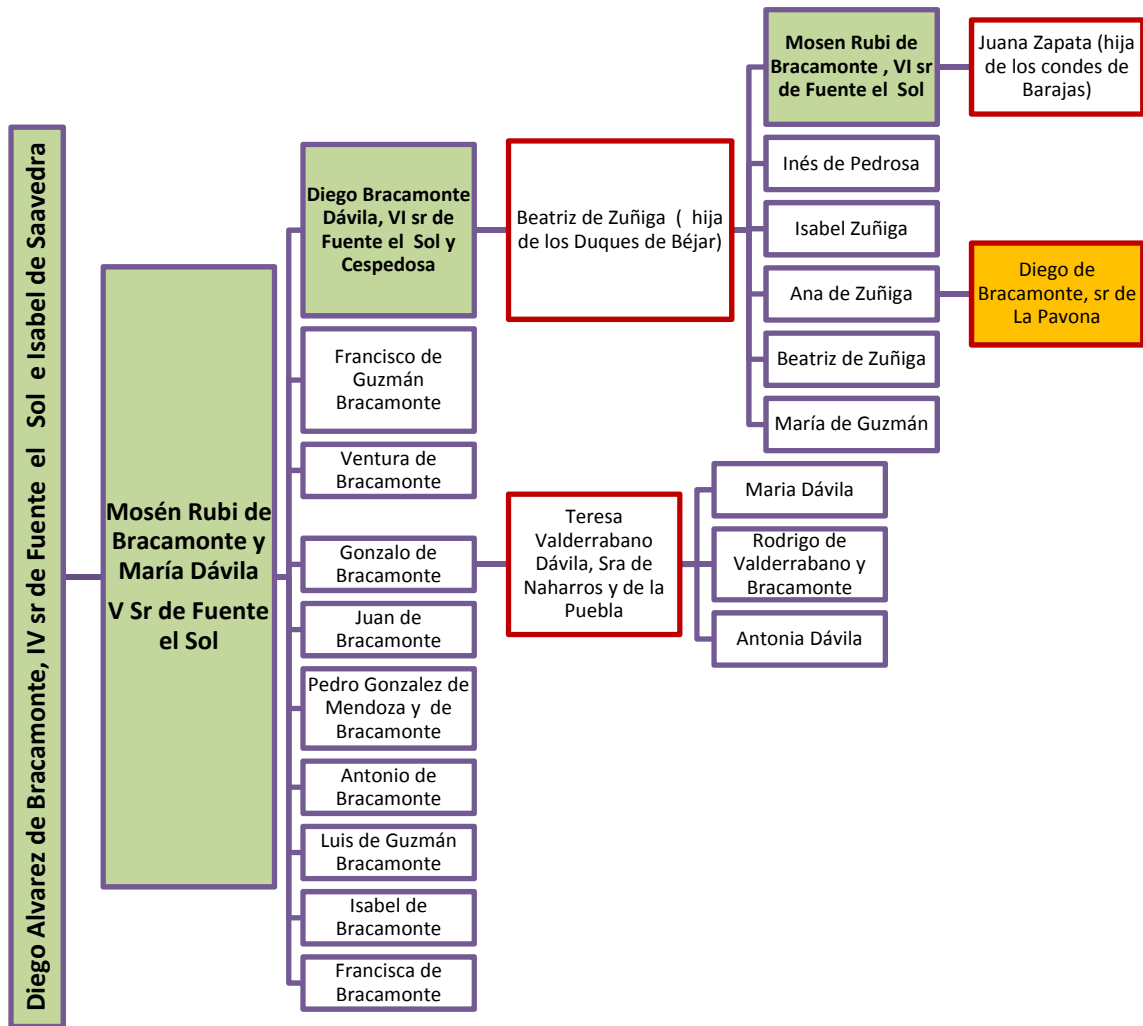 Diego Alvarez de Bracamonte, IV sr de Fuente el Sol e Isabel de Saavedra
Mosén Rubi de
Bracamonte y
María Dávila
V Sr de Fuente
el Sol
Diego Bracamonte
Dávila, VI sr de
Fuente el Sol y
Cespedosa
Beatriz de Zuñiga ( hija
de los Duques de Béjar)
Mosen Rubi de
Bracamonte , VI sr
de Fuente el Sol
Juana Zapata (hija
de los condes de
Barajas)
Inés de Pedrosa
Isabel Zuñiga
Ana de Zuñiga
Diego de
Bracamonte, sr de
La Pavona
Beatriz de Zuñiga
María de Guzmán
Francisco de
Guzmán
Bracamonte
Ventura de
Bracamonte
Gonzalo de
Bracamonte
Teresa
Valderrabano
Dávila, Sra de
Naharros y de la
Puebla
Maria Dávila
Rodrigo de
Valderrabano y
Bracamonte
Antonia Dávila
Juan de
Bracamonte
Pedro Gonzalez de
Mendoza y de
Bracamonte
Antonio de
Bracamonte
Luis de Guzmán
Bracamonte
Isabel de
Bracamonte
Francisca de
Bracamonte